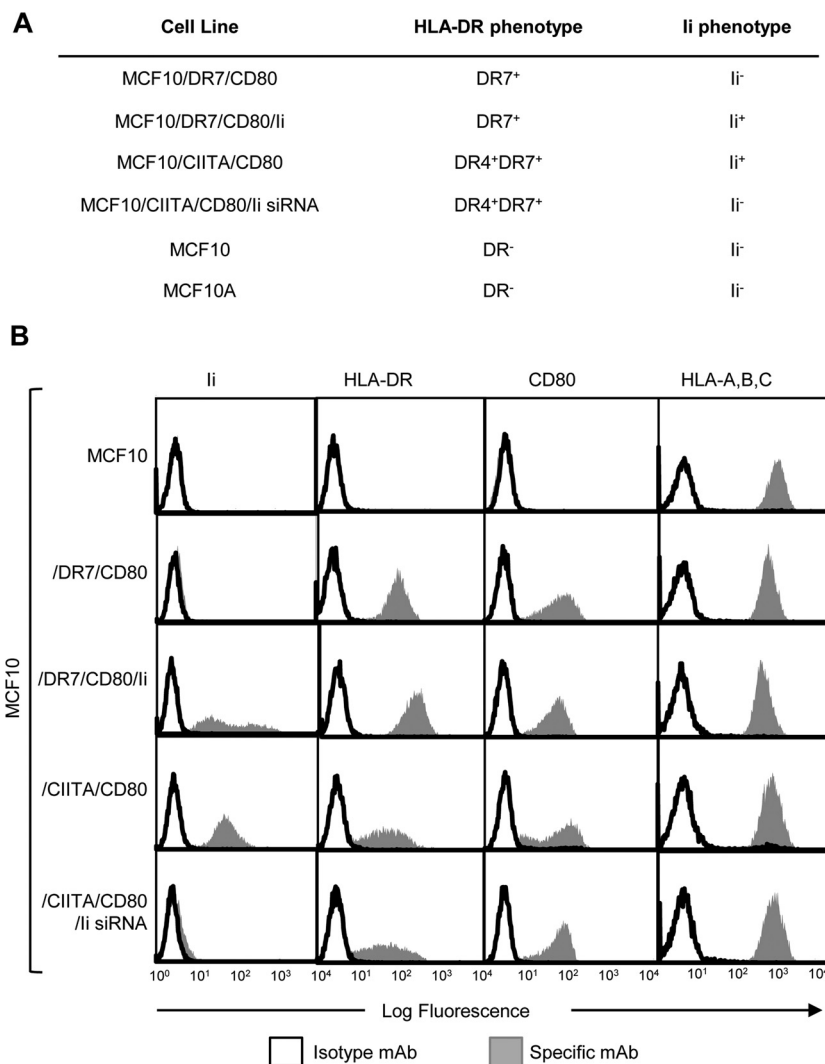 A
Cell Line HLA-DR phenotype Ii phenotype
MCF10/DR7/CD80 DR7⁺ Ii⁻
MCF10/DR7/CD80/Ii DR7⁺ Ii⁺
MCF10/CIITA/CD80 DR4⁺DR7⁺ Ii⁺
MCF10/CIITA/CD80/Ii siRNA DR4⁺DR7⁺ Ii⁻
MCF10 DR⁻ Ii⁻
MCF10A DR⁻ Ii⁻
B
Ii HLA-DR CD80 HLA-A,B,C
MCF10
MCF10
/DR7/CD80
/DR7/CD80/Ii
/CIITA/CD80
/CIITA/CD80
/Ii siRNA
10⁰ 10¹ 10² 10³ 10⁴ 10¹ 10² 10³ 10⁴ 10¹ 10² 10³ 10⁴ 10¹ 10² 10³ 10⁴
Log Fluorescence
Isotype mAb Specific mAb